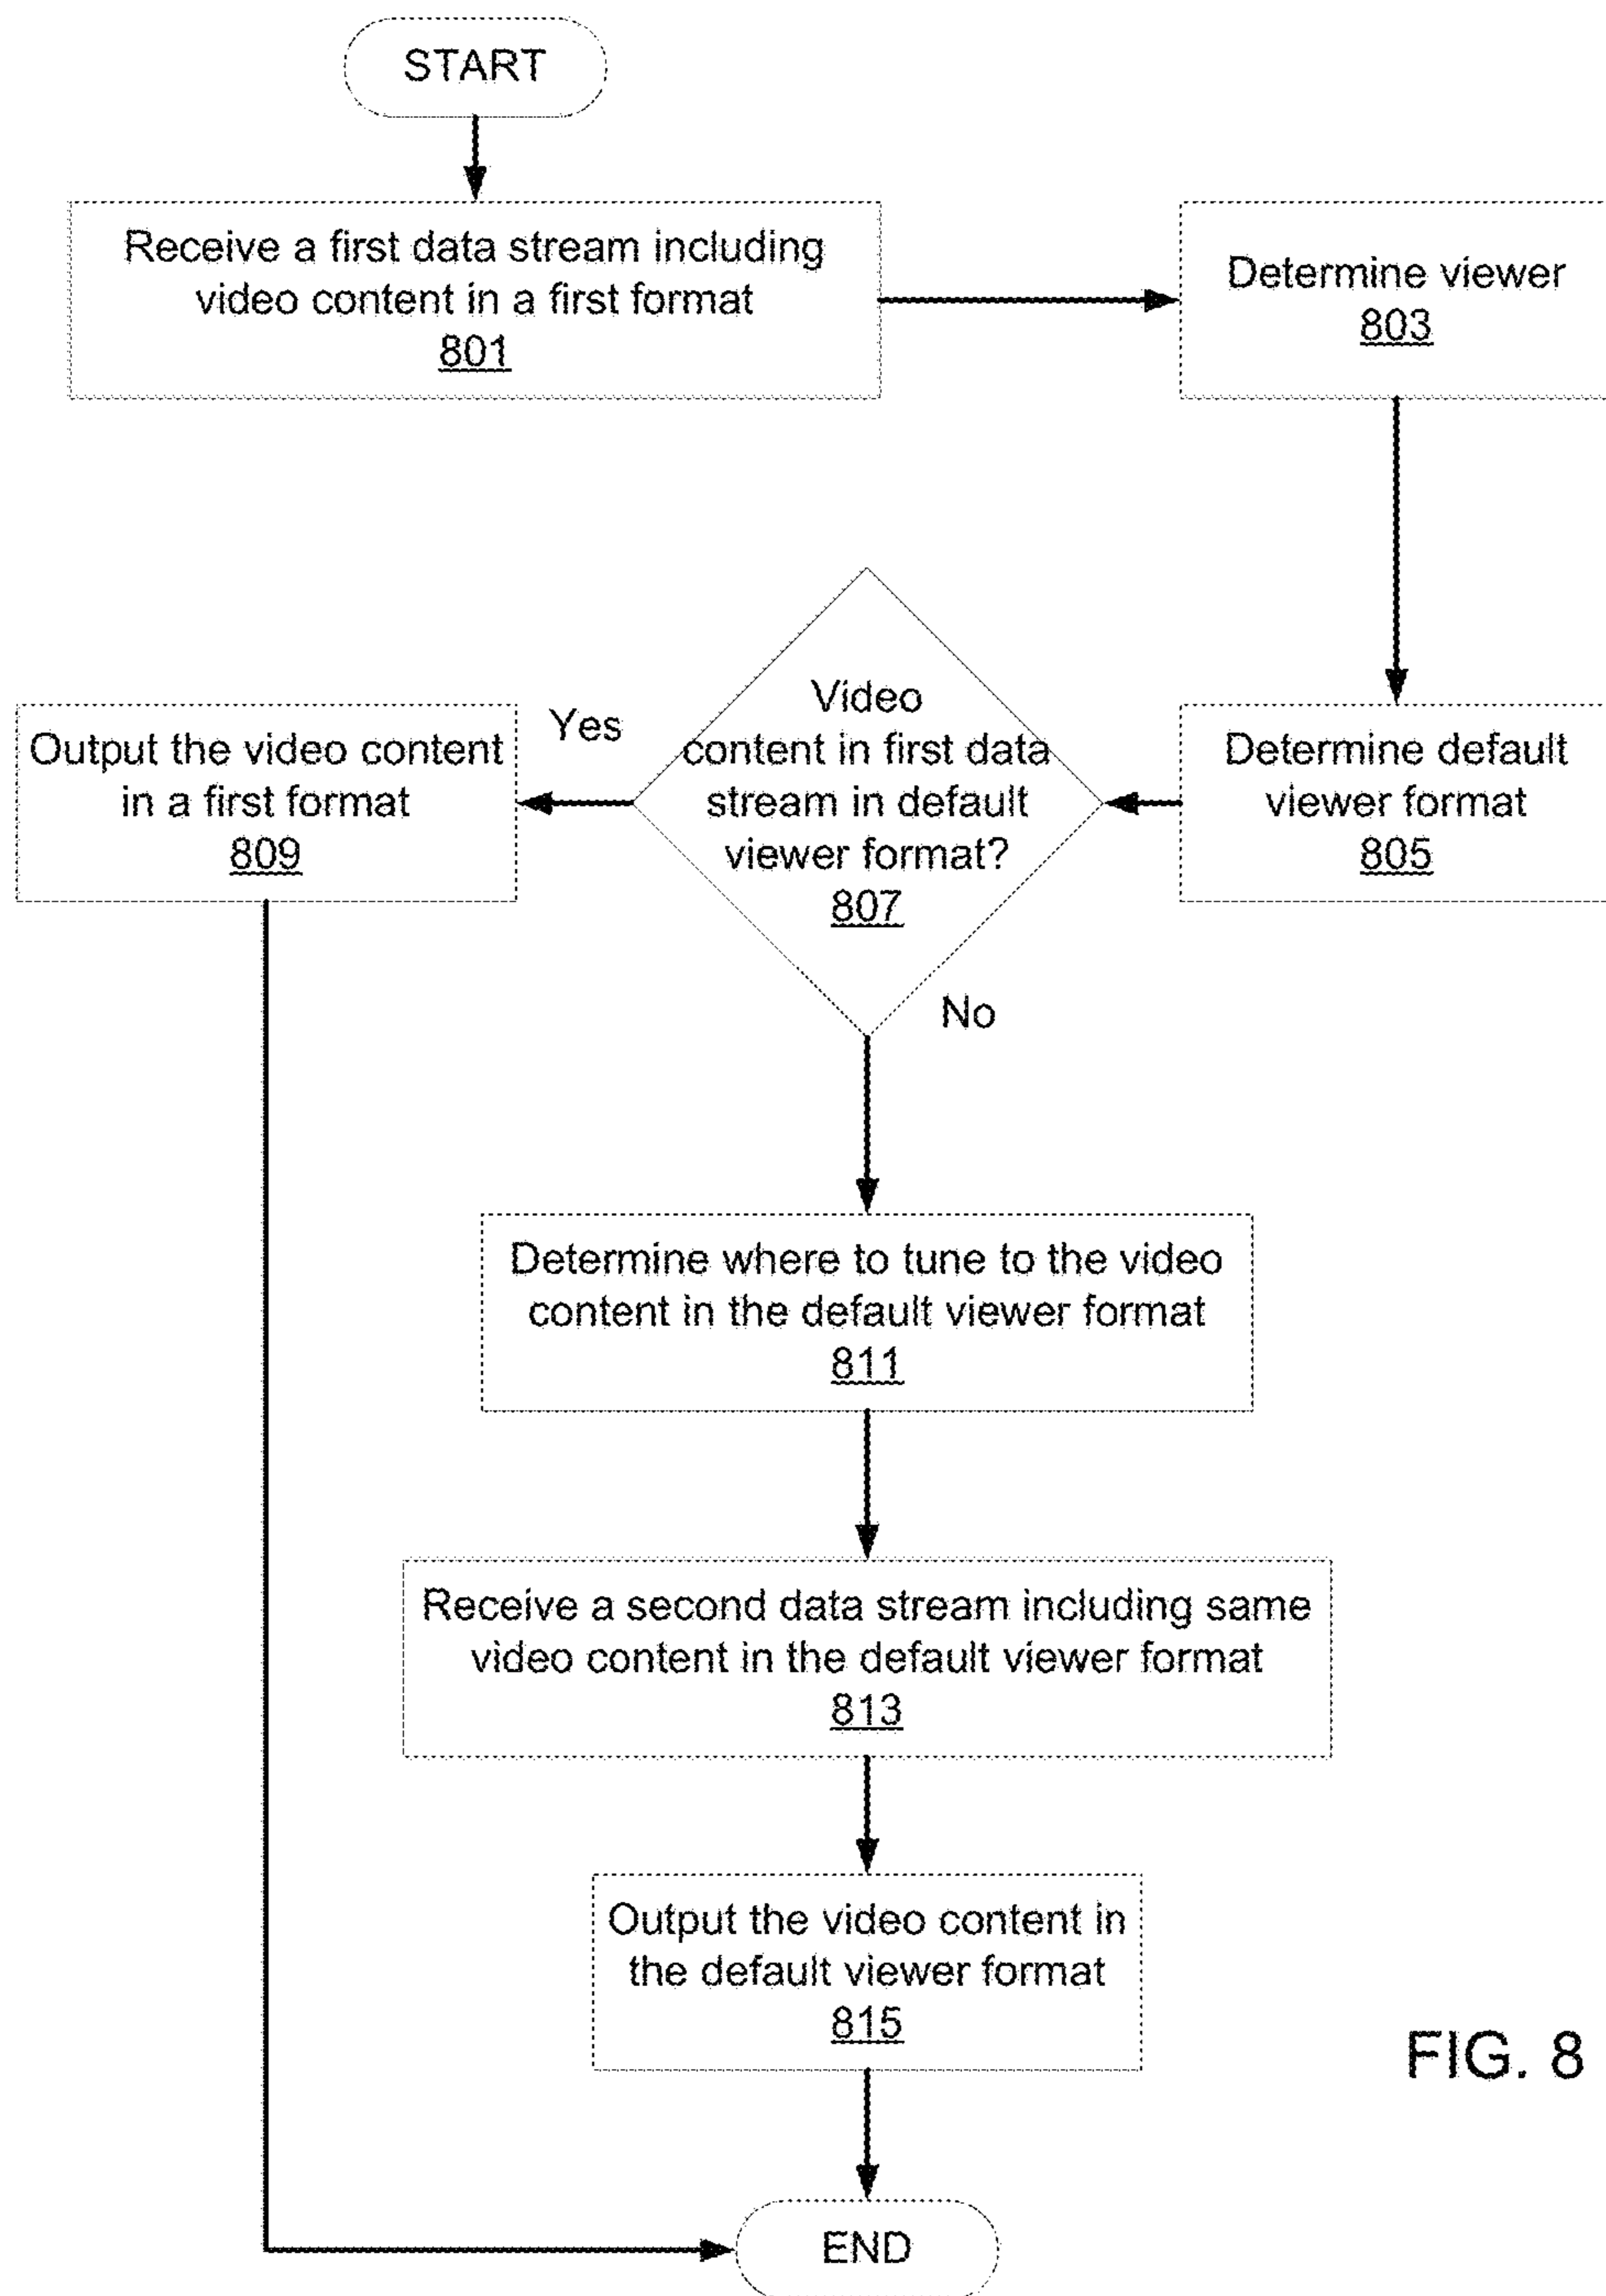 START
Receive a first data stream including
video content in a first format
801
Determine viewer
803
Determine default
viewer format
805
Video
content in first data
stream in default
viewer format?
807
Yes
Output the video content
in a first format
809
No
Determine where to tune to the video
content in the default viewer format
811
Receive a second data stream including same
video content in the default viewer format
813
Output the video content in
the default viewer format
815
END
FIG. 8